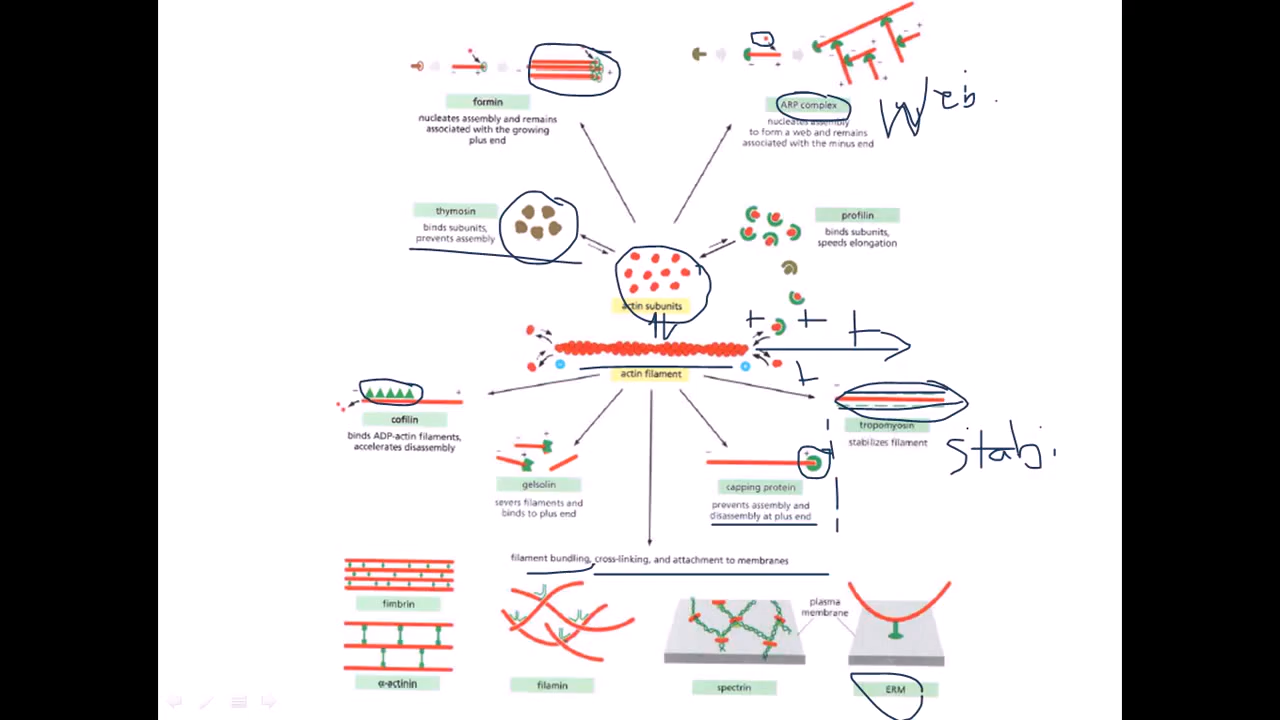 formin
nucleates assembly and remains
associated with the growing
plus end
ARP complex
nucleates assembly
to form a web and remains
associated with the minus end
Web.
thymosin
binds subunits,
prevents assembly
profilin
binds subunits,
speeds elongation
actin subunits
actin filament
cofilin
binds ADP-actin filaments,
accelerates disassembly
tropomyosin
stabilizes filament
stabi.
gelsolin
severs filaments and
binds to plus end
capping protein
prevents assembly and
disassembly at plus end
filament bundling, cross-linking, and attachment to membranes
fimbrin
α-actinin
filamin
spectrin
plasma
membrane
ERM